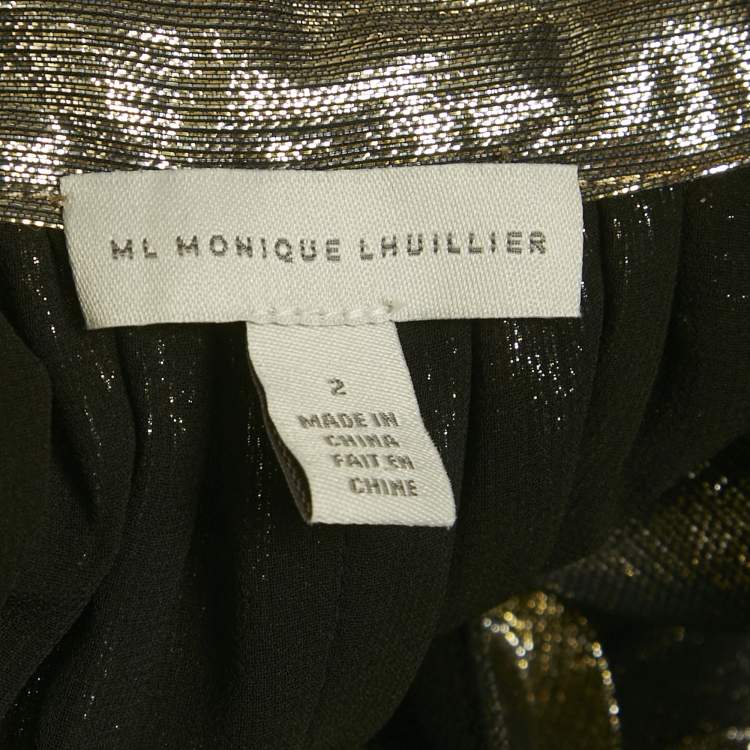 ML MONIQUE LHUILLIER
2
MADE IN
CHINA
FAIT EN
CHINE